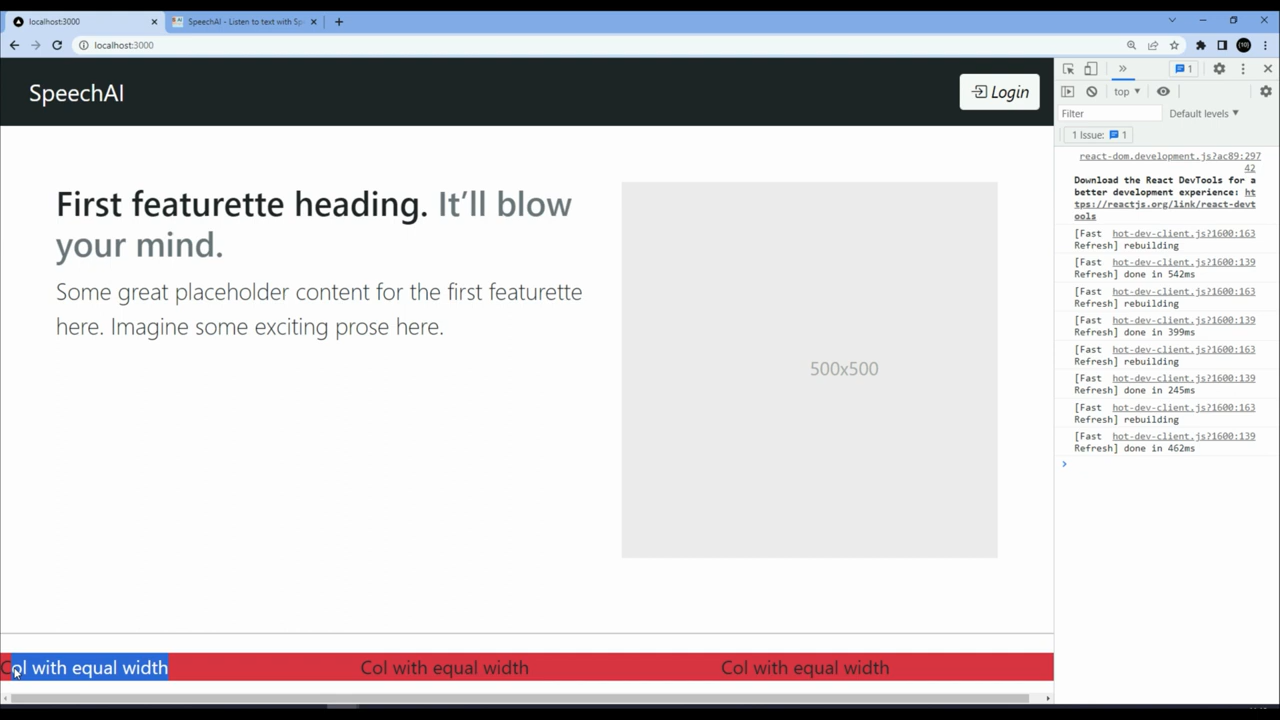 localhost:3000
SpeechAI - Listen to text with Sp
localhost:3000
SpeechAI
Login
First featurette heading. It’ll blow
your mind.
Some great placeholder content for the first featurette
here. Imagine some exciting prose here.
500x500
Col with equal width
Col with equal width
Col with equal width
1
top
Filter
Default levels
1 Issue: 1
react-dom.development.js?ac89:297
42
Download the React DevTools for a
better development experience: ht
tps://reactjs.org/link/react-devt
ools
[Fast hot-dev-client.js?1600:163
Refresh] rebuilding
[Fast hot-dev-client.js?1600:139
Refresh] done in 542ms
[Fast hot-dev-client.js?1600:163
Refresh] rebuilding
[Fast hot-dev-client.js?1600:139
Refresh] done in 399ms
[Fast hot-dev-client.js?1600:163
Refresh] rebuilding
[Fast hot-dev-client.js?1600:139
Refresh] done in 245ms
[Fast hot-dev-client.js?1600:163
Refresh] rebuilding
[Fast hot-dev-client.js?1600:139
Refresh] done in 462ms